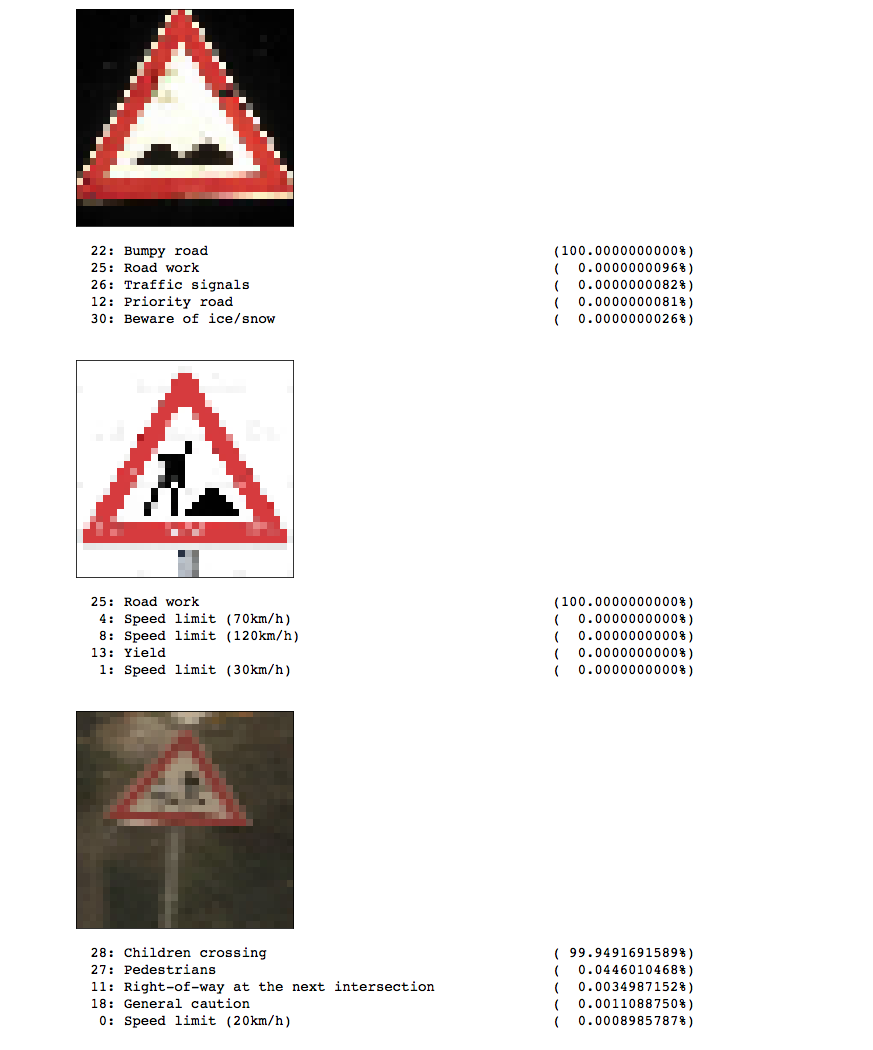 22: Bumpy road (100.0000000000%)
25: Road work ( 0.0000000096%)
26: Traffic signals ( 0.0000000082%)
12: Priority road ( 0.0000000081%)
30: Beware of ice/snow ( 0.0000000026%)
25: Road work (100.0000000000%)
4: Speed limit (70km/h) ( 0.0000000000%)
8: Speed limit (120km/h) ( 0.0000000000%)
13: Yield ( 0.0000000000%)
1: Speed limit (30km/h) ( 0.0000000000%)
28: Children crossing ( 99.9491691589%)
27: Pedestrians ( 0.0446010468%)
11: Right-of-way at the next intersection ( 0.0034987152%)
18: General caution ( 0.0011088750%)
0: Speed limit (20km/h) ( 0.0008985787%)